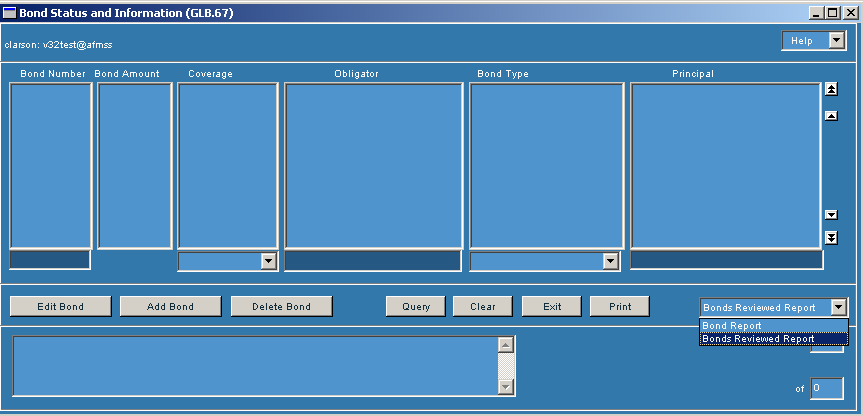 Bond Status and Information (GLB.67)
clarson: v32test@afmss
Help
Bond Number Bond Amount Coverage Obligator Bond Type Principal
Edit Bond Add Bond Delete Bond Query Clear Exit Print Bonds Reviewed Report
Bond Report
Bonds Reviewed Report
of 0